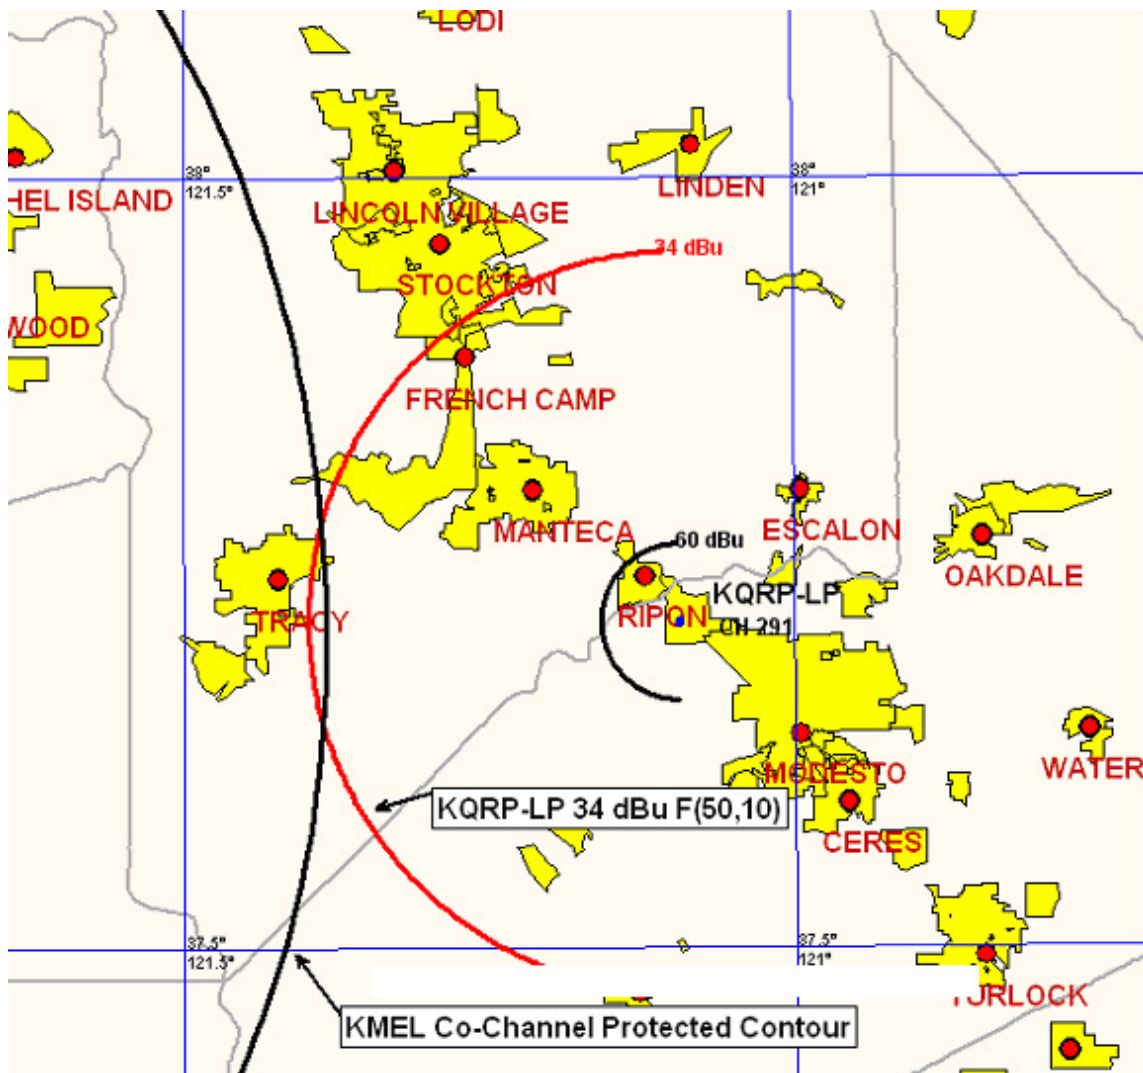 LODI
38°
121.5°
38°
121°
HEL ISLAND
LINCOLN VILLAGE
LINDEN
34 dBu
STOCKTON
WOOD
FRENCH CAMP
MANTECA
ESCALON
60 dBu
OAKDALE
KQRP-LP
TRACY
RIPON
CH 291
MODESTO
WATER
KQRP-LP 34 dBu F(50,10)
CERES
37.5°
121.5°
37.5°
121°
TURLOCK
KMEL Co-Channel Protected Contour